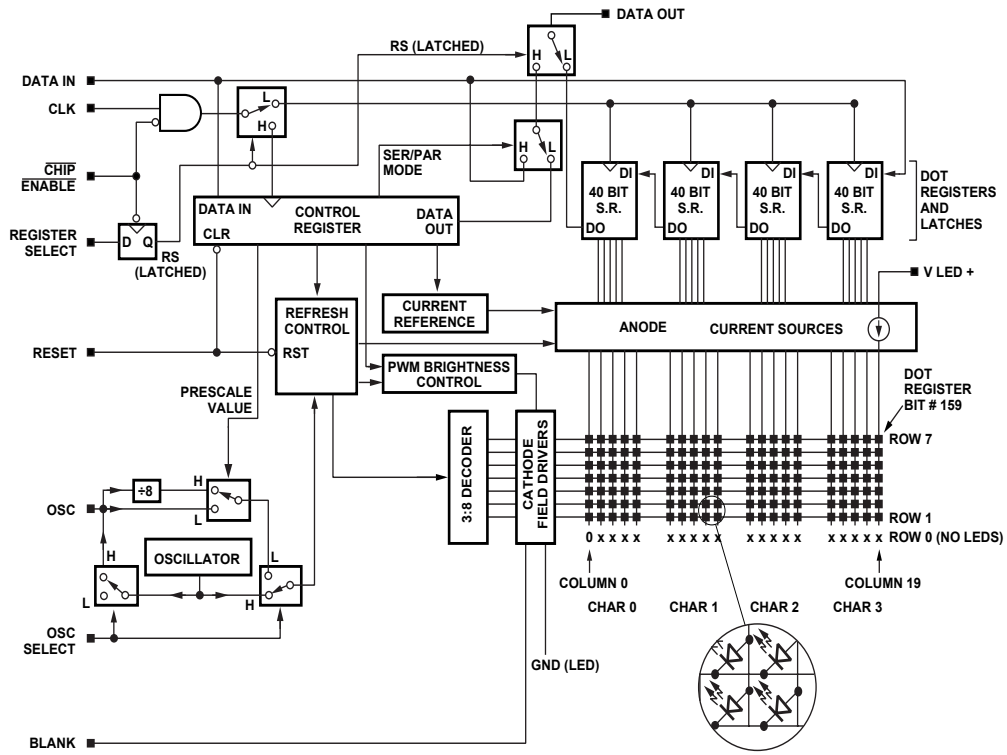 DATA OUT
RS (LATCHED)
H
L
DATA IN
CLK
L
H
CHIP
ENABLE
SER/PAR
MODE
H
L
REGISTER
SELECT
D Q
RS
(LATCHED)
DATA IN
CLR
CONTROL
REGISTER
DATA
OUT
DI
40 BIT
S.R.
DO
DI
40 BIT
S.R.
DI
40 BIT
S.R.
DI
40 BIT
S.R.
DOT
REGISTERS
AND
LATCHES
V LED +
REFRESH
CONTROL
RST
CURRENT
REFERENCE
ANODE CURRENT SOURCES
RESET
PWM BRIGHTNESS
CONTROL
PRESCALE
VALUE
DOT
REGISTER
BIT # 159
3:8 DECODER
CATHODE
FIELD DRIVERS
ROW 7
ROW 1
ROW 0 (NO LEDS)
0 x x x x x x x x x x x x x x x x x x x
÷8
H
L
OSC
H
L
OSCILLATOR
L
H
OSC
SELECT
COLUMN 0
COLUMN 19
CHAR 0
CHAR 1
CHAR 2
CHAR 3
GND (LED)
BLANK